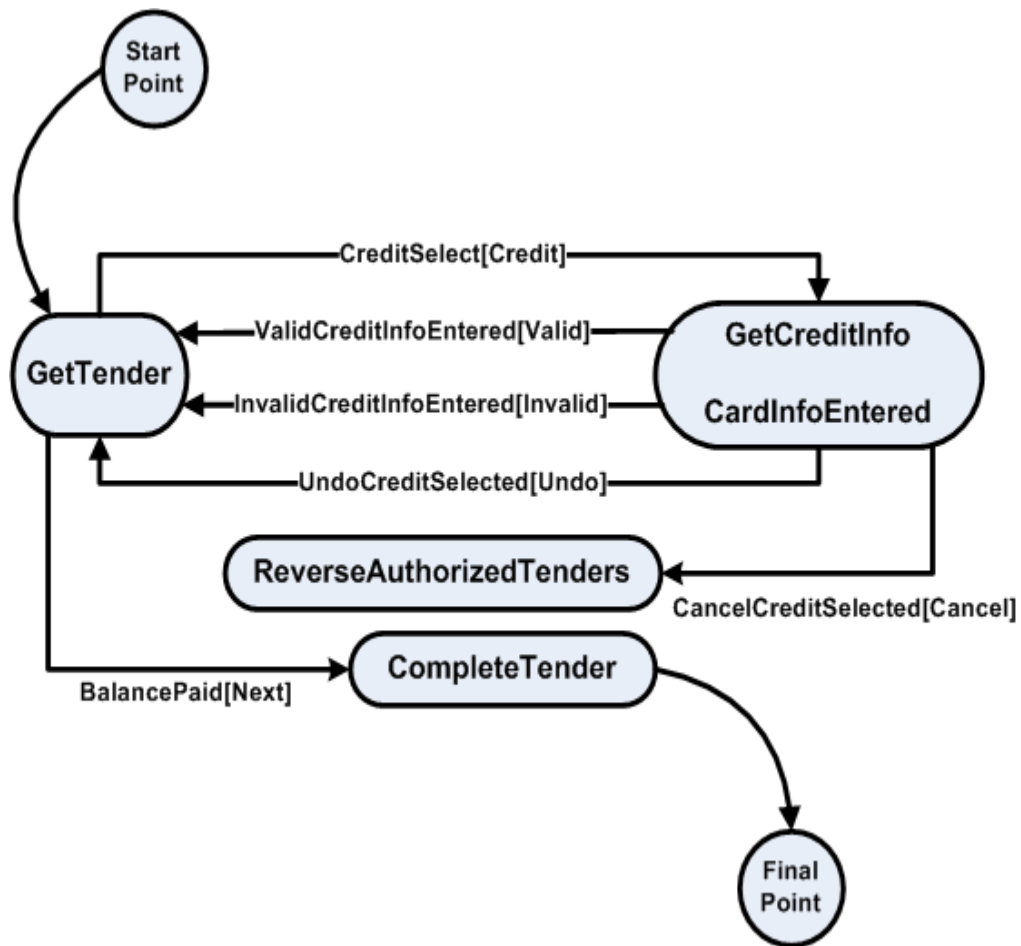 Start
Point
CreditSelect[Credit]
ValidCreditInfoEntered[Valid]
GetCreditInfo
GetTender
InvalidCreditInfoEntered[Invalid]
CardInfoEntered
UndoCreditSelected[Undo]
ReverseAuthorizedTenders
CancelCreditSelected[Cancel]
CompleteTender
BalancePaid[Next]
Final
Point